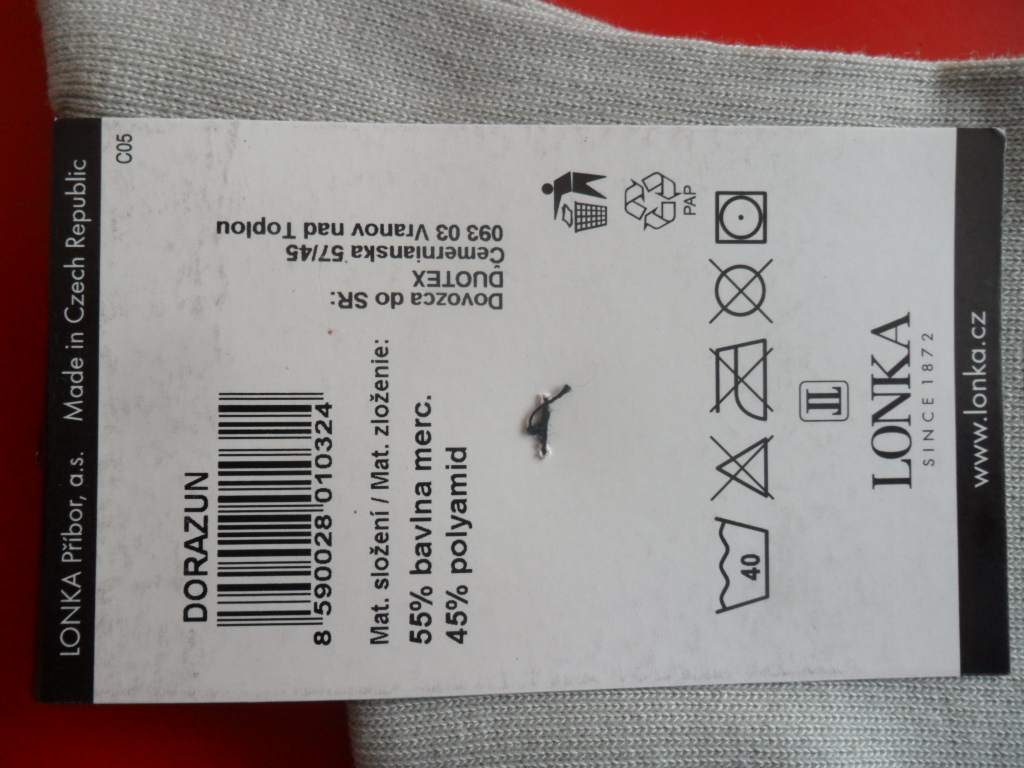 LONKA Příbor, a.s. Made in Czech Republic
C05
DORAZUN
8 590028 010324
Mat. složení / Mat. zloženie:
55% bavlna merc.
45% polyamid
Dovozca do SR:
DUOTEX
Čemernianska 57/45
093 03 Vranov nad Topľou
PAP
40
LONKA
SINCE 1872
www.lonka.cz